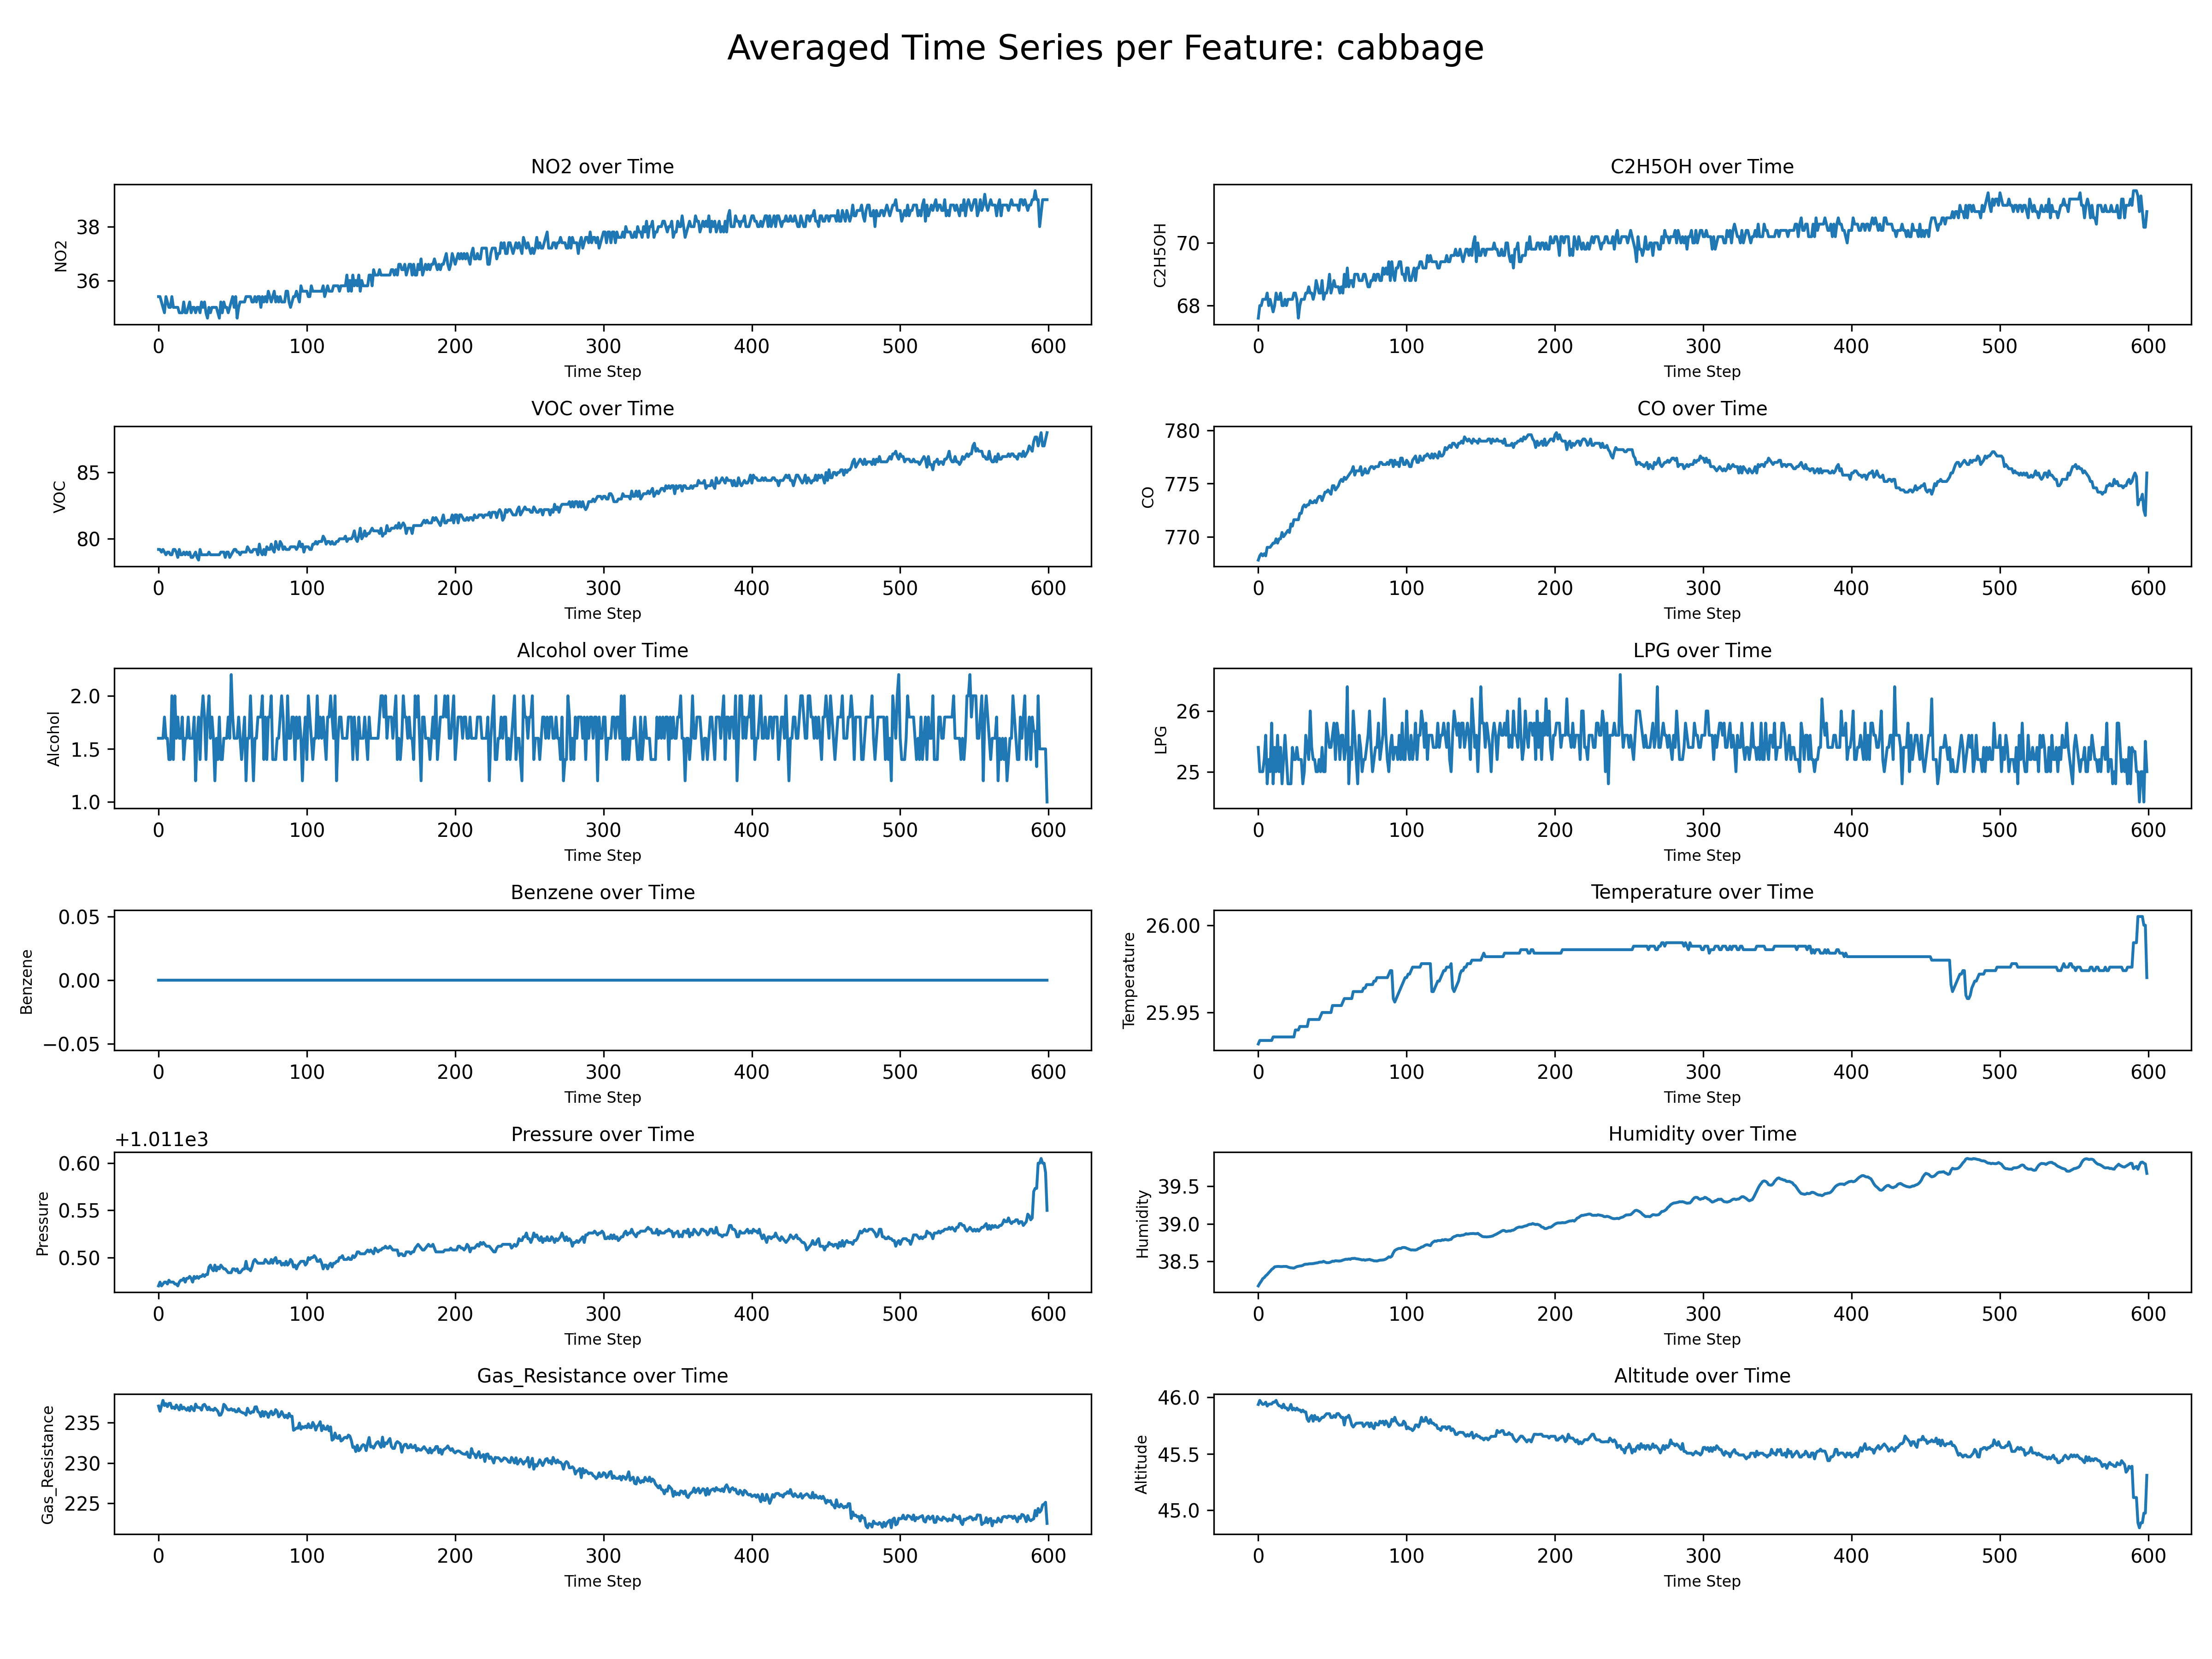 Averaged Time Series per Feature: cabbage
NO2 over Time
NO2
38
36
0 100 200 300 400 500 600
Time Step
C2H5OH over Time
C2H5OH
70
68
0 100 200 300 400 500 600
Time Step
VOC over Time
VOC
85
80
0 100 200 300 400 500 600
Time Step
CO over Time
CO
780
775
770
0 100 200 300 400 500 600
Time Step
Alcohol over Time
Alcohol
2.0
1.5
1.0
0 100 200 300 400 500 600
Time Step
LPG over Time
LPG
26
25
0 100 200 300 400 500 600
Time Step
Benzene over Time
Benzene
0.05
0.00
−0.05
0 100 200 300 400 500 600
Time Step
Temperature over Time
Temperature
26.00
25.95
0 100 200 300 400 500 600
Time Step
+1.011e3
Pressure over Time
Pressure
0.60
0.55
0.50
0 100 200 300 400 500 600
Time Step
Humidity over Time
Humidity
39.5
39.0
38.5
0 100 200 300 400 500 600
Time Step
Gas_Resistance over Time
Gas_Resistance
235
230
225
0 100 200 300 400 500 600
Time Step
Altitude over Time
Altitude
46.0
45.5
45.0
0 100 200 300 400 500 600
Time Step